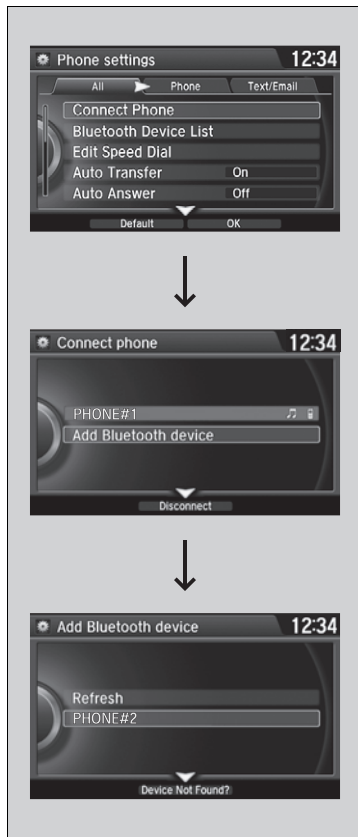 Phone settings 12:34
All Phone Text/Email
Connect Phone
Bluetooth Device List
Edit Speed Dial
Auto Transfer On
Auto Answer Off
Default OK
Connect phone 12:34
PHONE#1
Add Bluetooth device
Disconnect
Add Bluetooth device 12:34
Refresh
PHONE#2
Device Not Found?